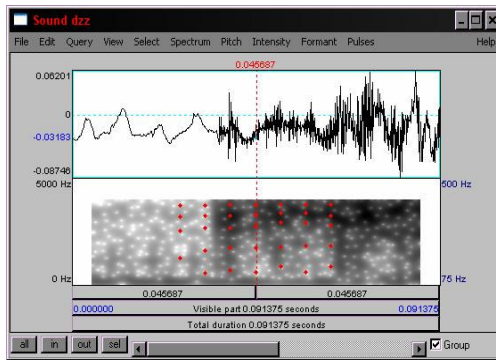 Sound dzz
File Edit Query View Select Spectrum Pitch Intensity Formant Pulses Help
0.045687
0.06201
0
-0.03183
-0.08746
5000 Hz 500 Hz
0 Hz 75 Hz
0.045687 0.045687
0.000000 Visible part 0.091375 seconds 0.091375
Total duration 0.091375 seconds
all in out sel Group